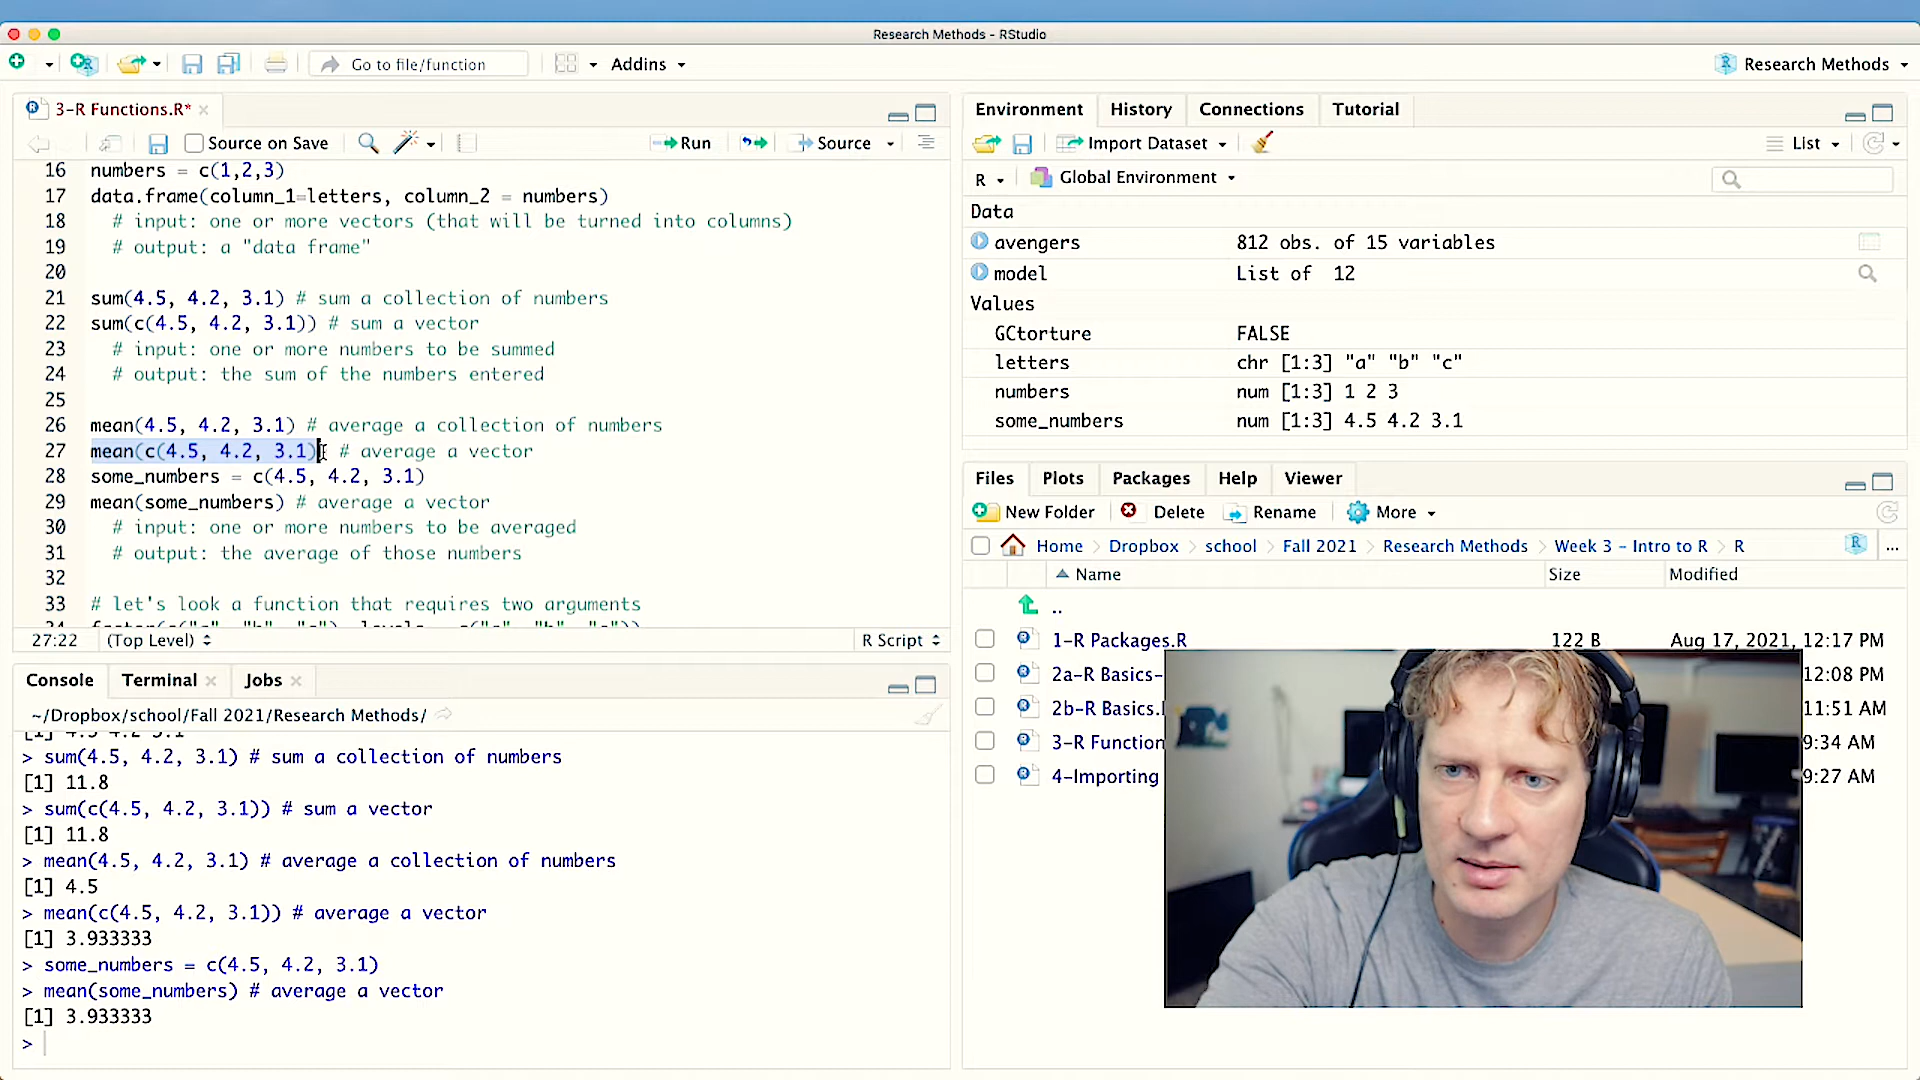 Research Methods - RStudio
Go to file/function
Addins
Research Methods
3-R Functions.R*
Source on Save
Run
Source
16 numbers = c(1,2,3)
17 data.frame(column_1=letters, column_2 = numbers)
18 # input: one or more vectors (that will be turned into columns)
19 # output: a "data frame"
20
21 sum(4.5, 4.2, 3.1) # sum a collection of numbers
22 sum(c(4.5, 4.2, 3.1)) # sum a vector
23 # input: one or more numbers to be summed
24 # output: the sum of the numbers entered
25
26 mean(4.5, 4.2, 3.1) # average a collection of numbers
27 mean(c(4.5, 4.2, 3.1)) # average a vector
28 some_numbers = c(4.5, 4.2, 3.1)
29 mean(some_numbers) # average a vector
30 # input: one or more numbers to be averaged
31 # output: the average of those numbers
32
33 # let's look a function that requires two arguments
27:22 (Top Level) R Script
Console Terminal Jobs
~/Dropbox/school/Fall 2021/Research Methods/
[1] 4.5 4.2 3.1
> sum(4.5, 4.2, 3.1) # sum a collection of numbers
[1] 11.8
> sum(c(4.5, 4.2, 3.1)) # sum a vector
[1] 11.8
> mean(4.5, 4.2, 3.1) # average a collection of numbers
[1] 4.5
> mean(c(4.5, 4.2, 3.1)) # average a vector
[1] 3.933333
> some_numbers = c(4.5, 4.2, 3.1)
> mean(some_numbers) # average a vector
[1] 3.933333
>
Environment History Connections Tutorial
Import Dataset
List
R Global Environment
Data
avengers 812 obs. of 15 variables
model List of 12
Values
GCtorture FALSE
letters chr [1:3] "a" "b" "c"
numbers num [1:3] 1 2 3
some_numbers num [1:3] 4.5 4.2 3.1
Files Plots Packages Help Viewer
New Folder Delete Rename More
Home > Dropbox > school > Fall 2021 > Research Methods > Week 3 - Intro to R > R ...
Name Size Modified
..
1-R Packages.R 122 B Aug 17, 2021, 12:17 PM
2a-R Basics- 12:08 PM
2b-R Basics. 11:51 AM
3-R Function 9:34 AM
4-Importing 9:27 AM